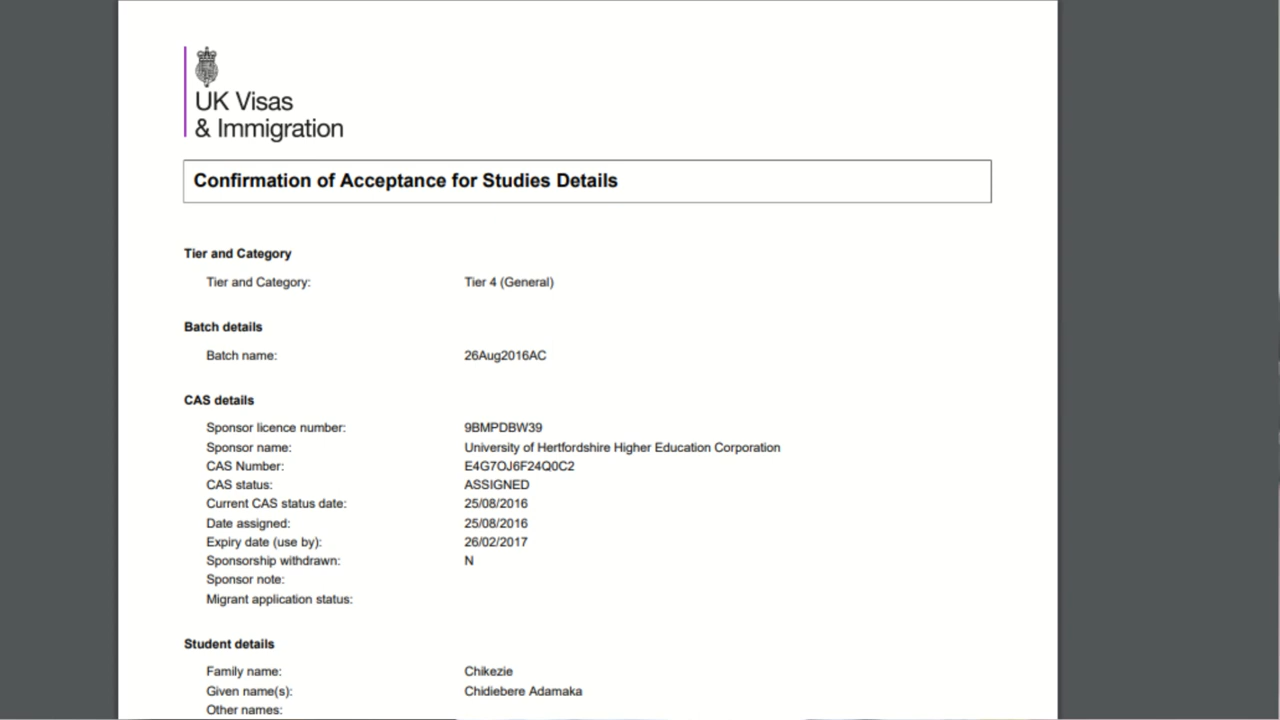 UK Visas
& Immigration
Confirmation of Acceptance for Studies Details
Tier and Category
Tier and Category: Tier 4 (General)
Batch details
Batch name: 26Aug2016AC
CAS details
Sponsor licence number: 9BMPDBW39
Sponsor name: University of Hertfordshire Higher Education Corporation
CAS Number: E4G7OJ6F24Q0C2
CAS status: ASSIGNED
Current CAS status date: 25/08/2016
Date assigned: 25/08/2016
Expiry date (use by): 26/02/2017
Sponsorship withdrawn: N
Sponsor note:
Migrant application status:
Student details
Family name: Chikezie
Given name(s): Chidiebere Adamaka
Other names: